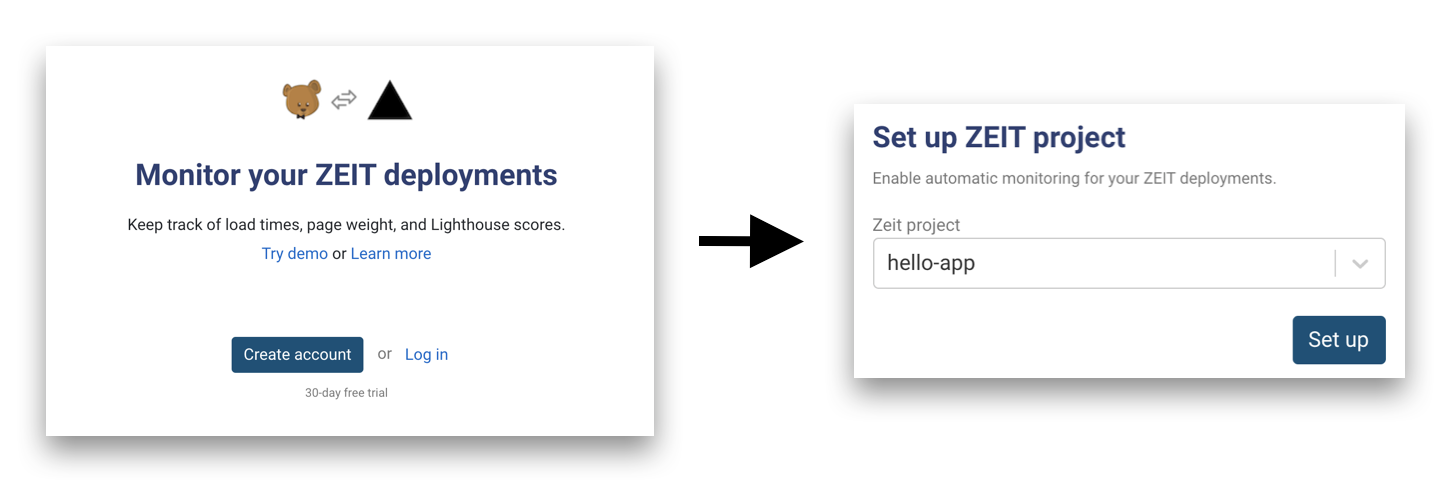 Monitor your ZEIT deployments
Keep track of load times, page weight, and Lighthouse scores.
Try demo or Learn more
Create account or Log in
30-day free trial
Set up ZEIT project
Enable automatic monitoring for your ZEIT deployments.
Zeit project
hello-app
Set up